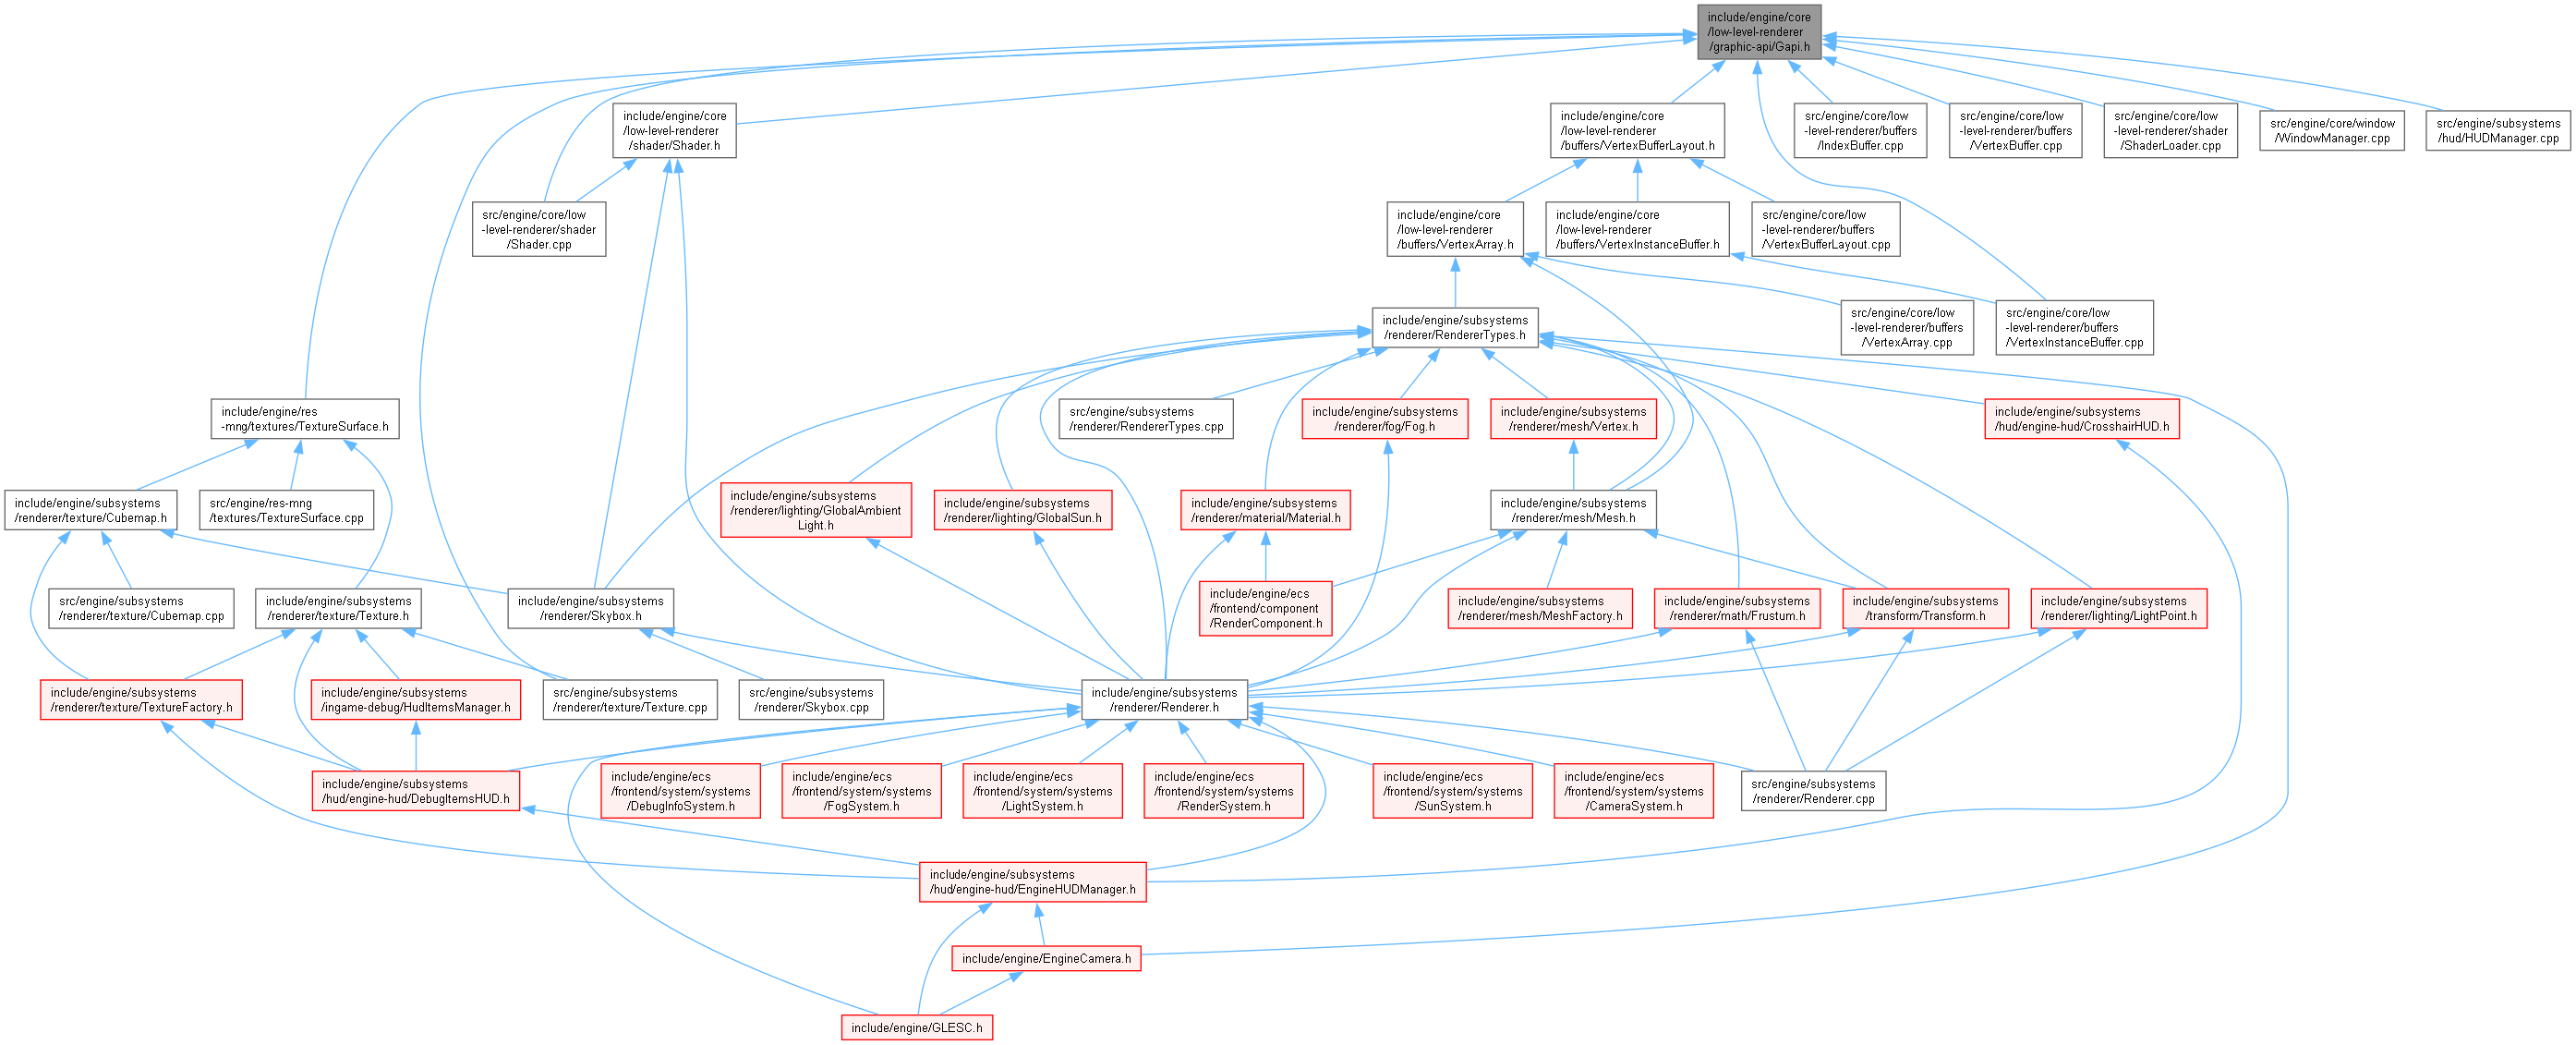 include/engine/core
/low-level-renderer
/graphic-api/Gapi.h
include/engine/core
/low-level-renderer
/shader/Shader.h
include/engine/core
/low-level-renderer
/buffers/VertexBufferLayout.h
src/engine/core/low
-level-renderer/buffers
/IndexBuffer.cpp
src/engine/core/low
-level-renderer/buffers
/VertexBuffer.cpp
src/engine/core/low
-level-renderer/shader
/ShaderLoader.cpp
src/engine/core/window
/WindowManager.cpp
src/engine/subsystems
/hud/HUDManager.cpp
src/engine/core/low
-level-renderer/shader
/Shader.cpp
include/engine/core
/low-level-renderer
/buffers/VertexArray.h
include/engine/core
/low-level-renderer
/buffers/VertexInstanceBuffer.h
src/engine/core/low
-level-renderer/buffers
/VertexBufferLayout.cpp
include/engine/subsystems
/renderer/RendererTypes.h
src/engine/core/low
-level-renderer/buffers
/VertexArray.cpp
src/engine/core/low
-level-renderer/buffers
/VertexInstanceBuffer.cpp
include/engine/res
-mng/textures/TextureSurface.h
src/engine/subsystems
/renderer/RendererTypes.cpp
include/engine/subsystems
/renderer/fog/Fog.h
include/engine/subsystems
/renderer/mesh/Vertex.h
include/engine/subsystems
/hud/engine-hud/CrosshairHUD.h
include/engine/subsystems
/renderer/texture/Cubemap.h
src/engine/res-mng
/textures/TextureSurface.cpp
include/engine/subsystems
/renderer/lighting/GlobalAmbient
Light.h
include/engine/subsystems
/renderer/lighting/GlobalSun.h
include/engine/subsystems
/renderer/material/Material.h
include/engine/subsystems
/renderer/mesh/Mesh.h
src/engine/subsystems
/renderer/texture/Cubemap.cpp
include/engine/subsystems
/renderer/texture/Texture.h
include/engine/subsystems
/renderer/Skybox.h
include/engine/ecs
/frontend/component
/RenderComponent.h
include/engine/subsystems
/renderer/mesh/MeshFactory.h
include/engine/subsystems
/renderer/math/Frustum.h
include/engine/subsystems
/transform/Transform.h
include/engine/subsystems
/renderer/lighting/LightPoint.h
include/engine/subsystems
/renderer/texture/TextureFactory.h
include/engine/subsystems
/ingame-debug/HudItemsManager.h
src/engine/subsystems
/renderer/texture/Texture.cpp
src/engine/subsystems
/renderer/Skybox.cpp
include/engine/subsystems
/renderer/Renderer.h
include/engine/subsystems
/hud/engine-hud/DebugItemsHUD.h
include/engine/ecs
/frontend/system/systems
/DebugInfoSystem.h
include/engine/ecs
/frontend/system/systems
/FogSystem.h
include/engine/ecs
/frontend/system/systems
/LightSystem.h
include/engine/ecs
/frontend/system/systems
/RenderSystem.h
include/engine/ecs
/frontend/system/systems
/SunSystem.h
include/engine/ecs
/frontend/system/systems
/CameraSystem.h
src/engine/subsystems
/renderer/Renderer.cpp
include/engine/subsystems
/hud/engine-hud/EngineHUDManager.h
include/engine/EngineCamera.h
include/engine/GLESC.h